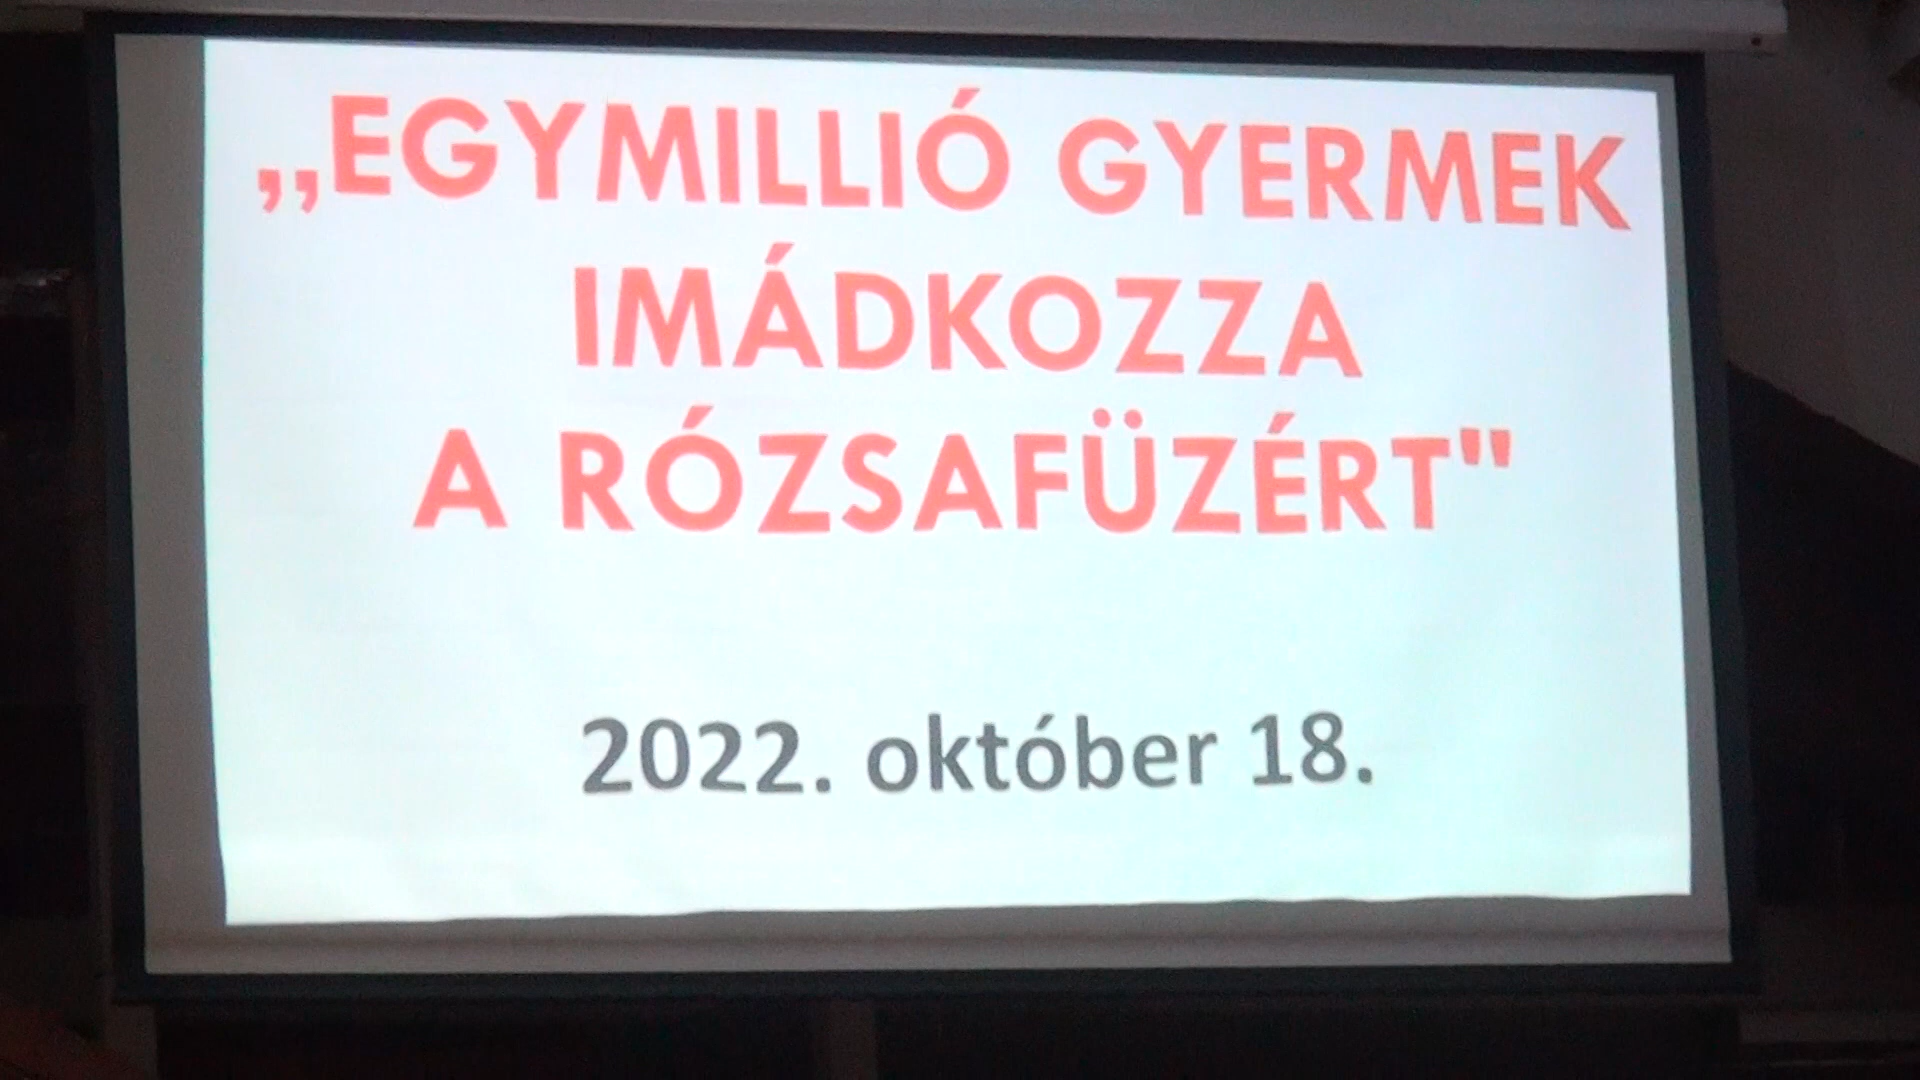 ,,EGYMILLIÓ GYERMEK
IMÁDKOZZA
A RÓZSAFÜZÉRT"
2022. október 18.